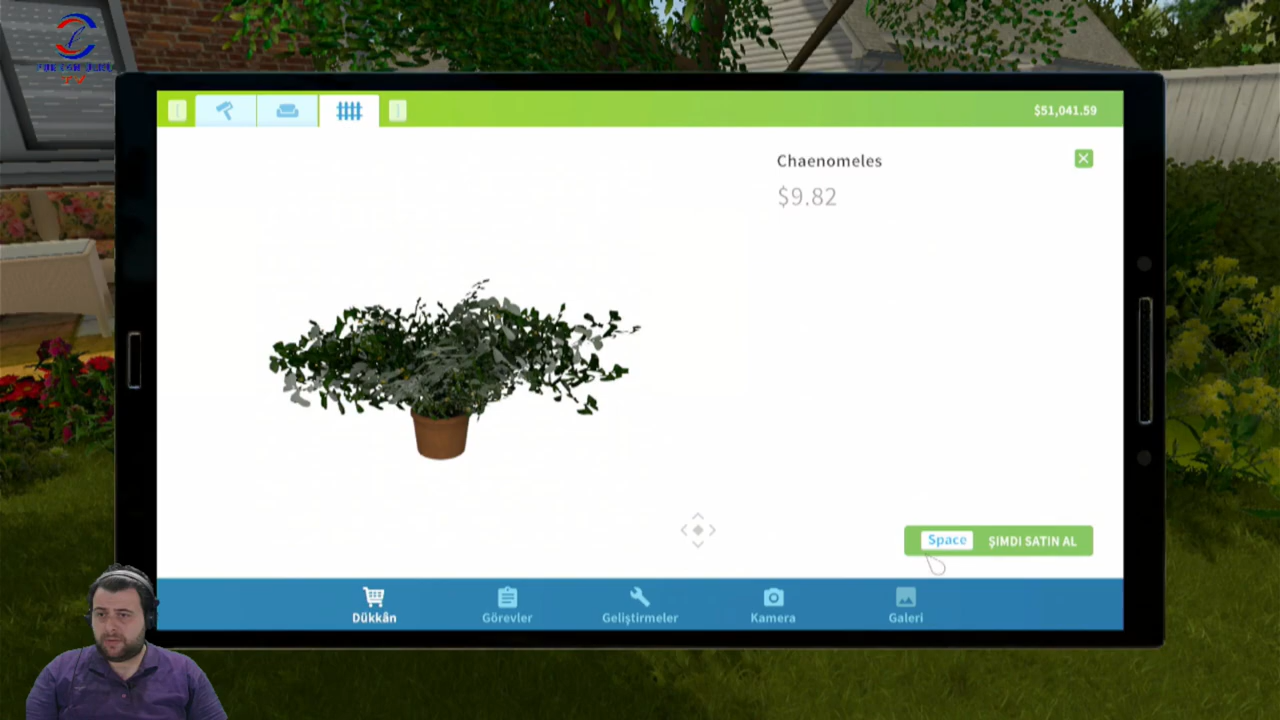 $51,041.59
Chaenomeles
$9.82
Space ŞIMDI SATIN AL
Dükkân
Görevler
Geliştirmeler
Kamera
Galeri